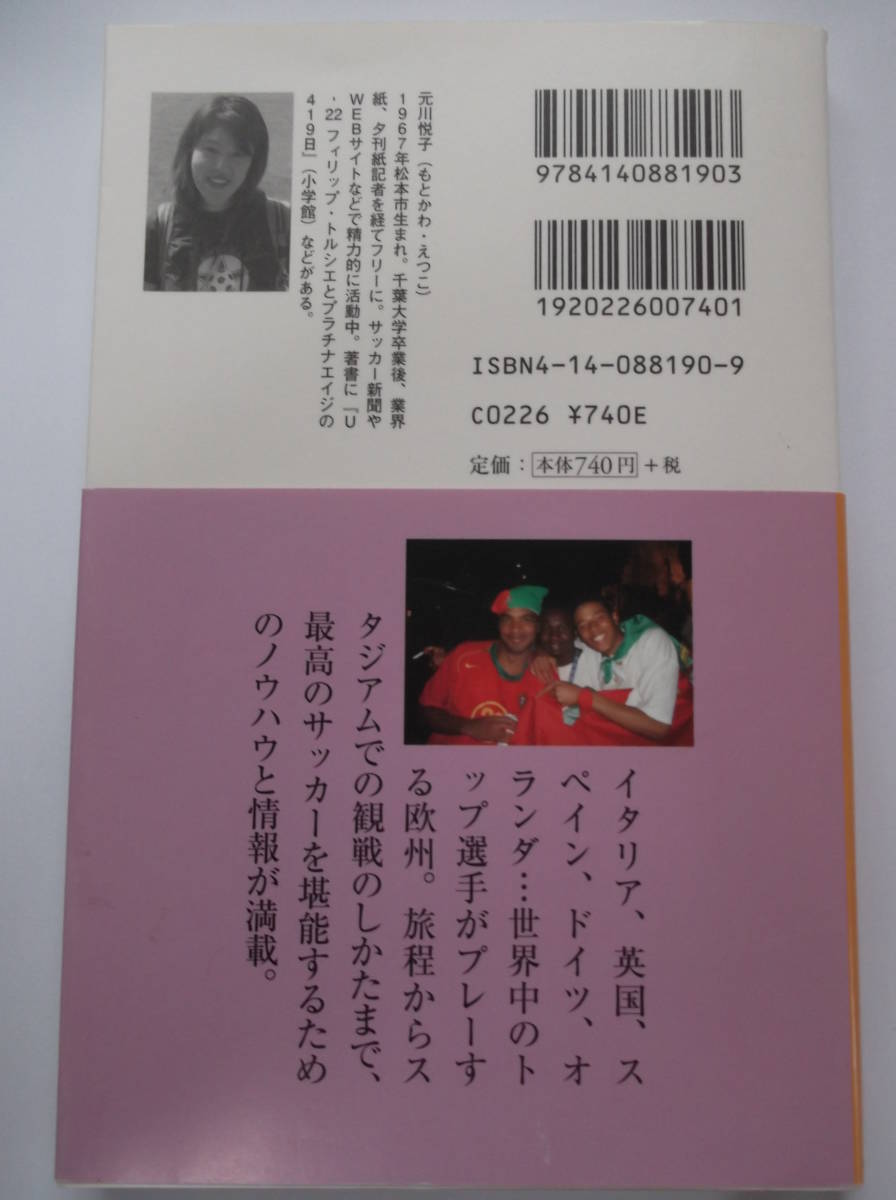 9784140881903
1920226007401
ISBN4-14-088190-9
C0226 ¥740E
定価：本体740円＋税
元川悦子（もとかわ・えつこ）
1967年松本市生まれ。千葉大学卒業後、業界
紙、夕刊紙記者を経てフリーに。サッカー新聞や
WEBサイトなどで精力的に活動中。著書に『U
-22 フィリップ・トルシエとプラチナエイジの
419日』（小学館）などがある。
イタリア、英国、ス
ペイン、ドイツ、オ
ランダ…世界中のト
ップ選手がプレーす
る欧州。旅程からス
タジアムでの観戦のしかたまで、
最高のサッカーを堪能するため
のノウハウと情報が満載。